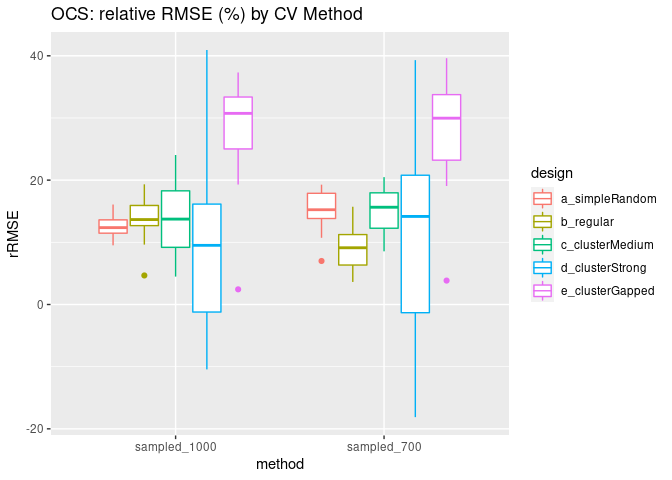 OCS: relative RMSE (%) by CV Method
40
20
0
-20
rRMSE
sampled_1000
sampled_700
method
design
a_simpleRandom
b_regular
c_clusterMedium
d_clusterStrong
e_clusterGapped